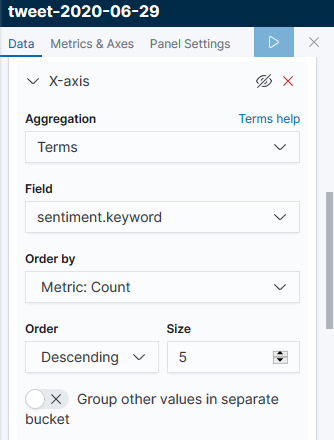 tweet-2020-06-29
Data Metrics & Axes Panel Settings
X-axis
Aggregation Terms help
Terms
Field
sentiment.keyword
Order by
Metric: Count
Order Size
Descending 5
Group other values in separate
bucket